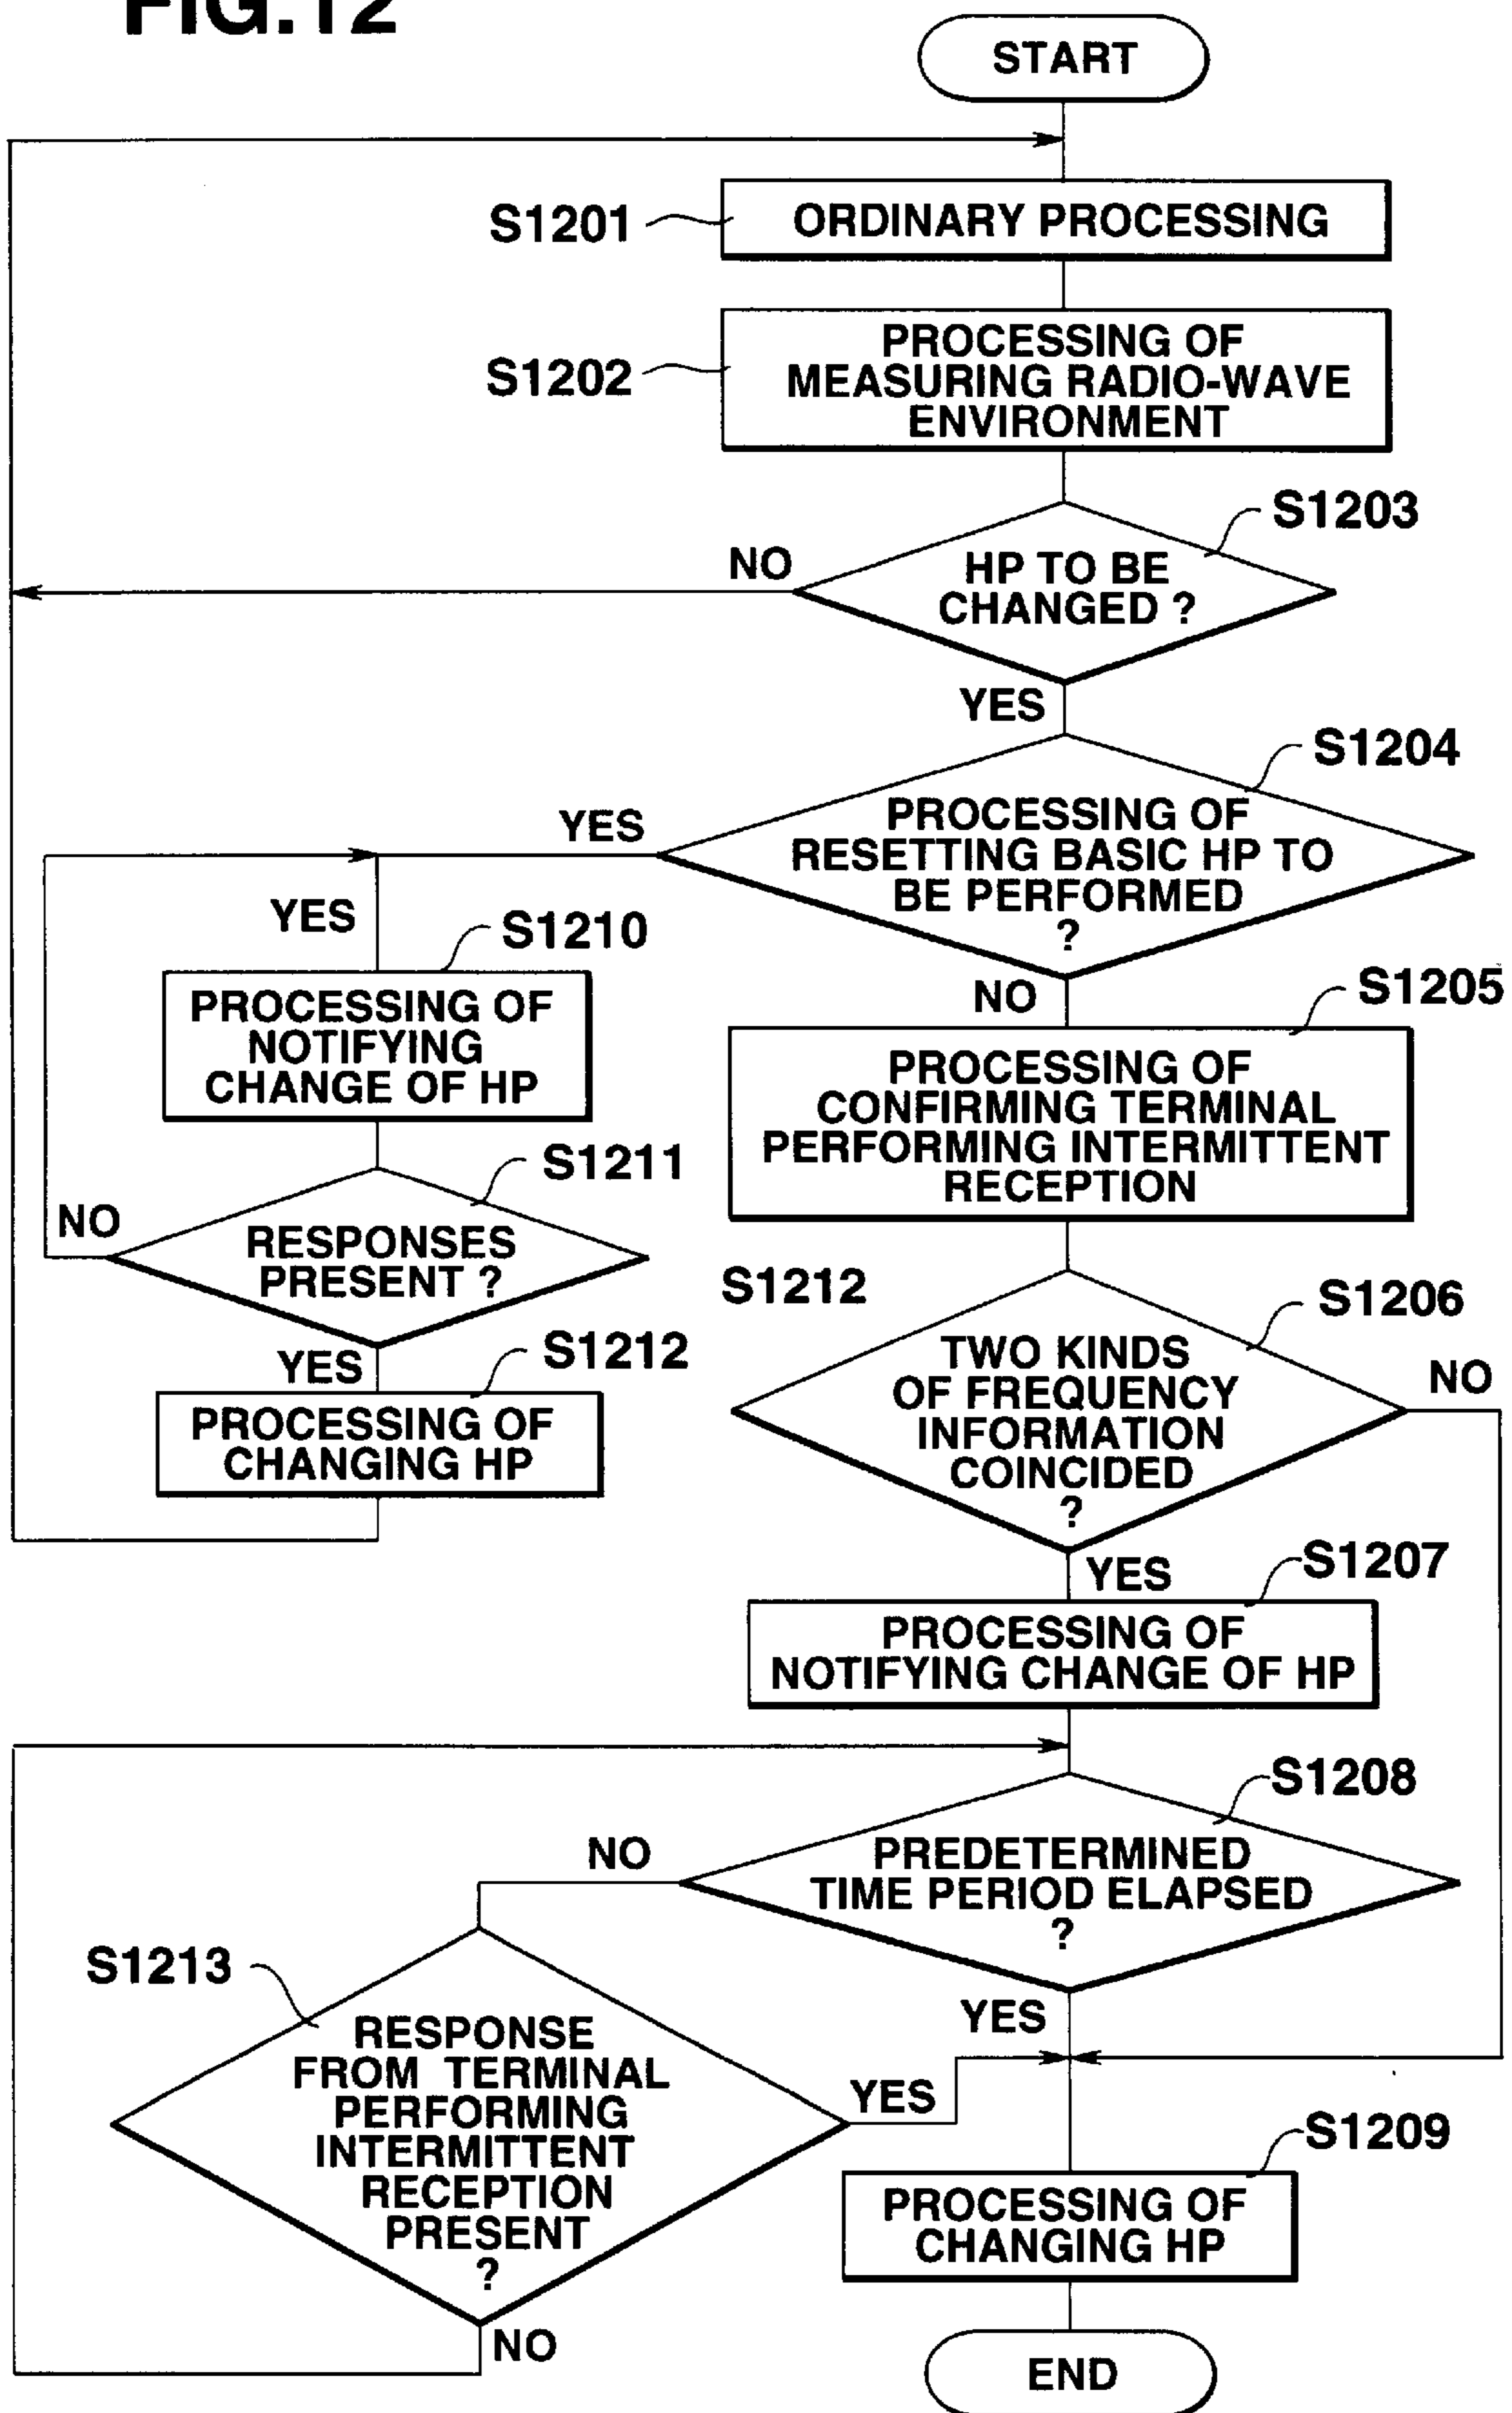 FIG.12
START
S1201
ORDINARY PROCESSING
S1202
PROCESSING OF
MEASURING RADIO-WAVE
ENVIRONMENT
S1203
NO
HP TO BE
CHANGED ?
YES
S1204
YES
PROCESSING OF
RESETTING BASIC HP TO
BE PERFORMED
?
YES
S1210
NO
S1205
PROCESSING OF
NOTIFYING
CHANGE OF HP
PROCESSING OF
CONFIRMING TERMINAL
PERFORMING INTERMITTENT
RECEPTION
S1211
NO
RESPONSES
PRESENT ?
S1212
S1206
YES
S1212
TWO KINDS
OF FREQUENCY
INFORMATION
COINCIDED
?
NO
PROCESSING OF
CHANGING HP
YES
S1207
PROCESSING OF
NOTIFYING CHANGE OF HP
S1208
NO
PREDETERMINED
TIME PERIOD ELAPSED
?
S1213
YES
RESPONSE
FROM TERMINAL
PERFORMING
INTERMITTENT
RECEPTION
PRESENT
?
YES
S1209
PROCESSING OF
CHANGING HP
NO
END